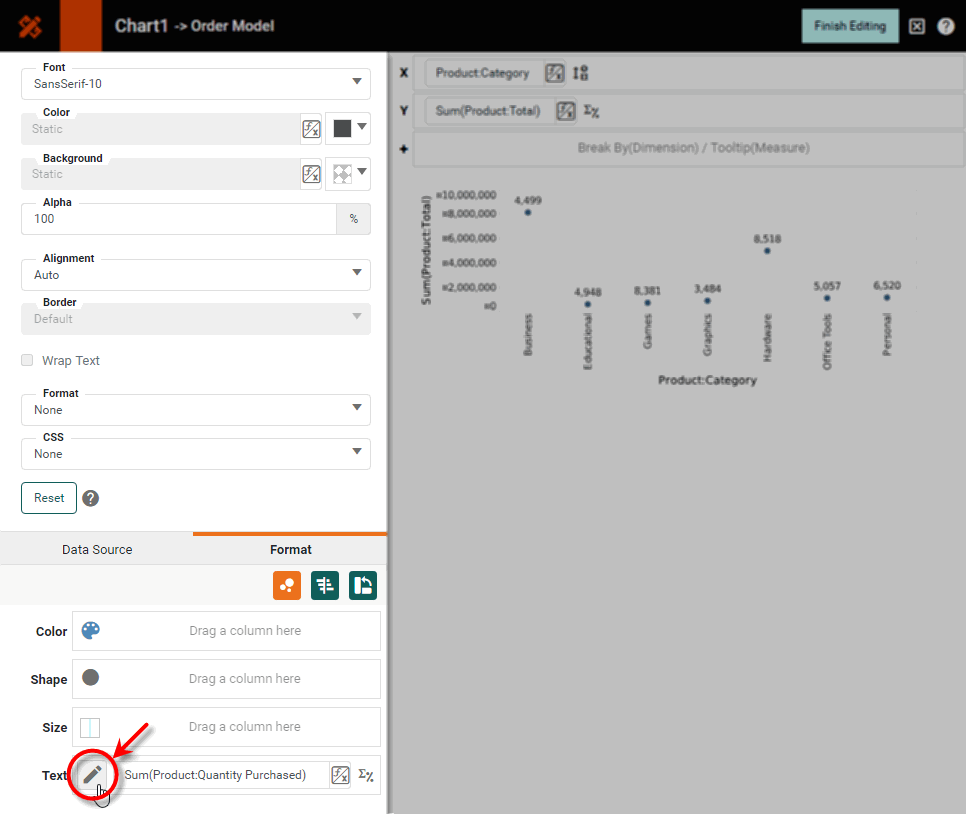 Chart1 -> Order Model
Finish Editing
Font
SansSerif-10
Color
Static
Background
Static
Alpha
100
%
Alignment
Auto
Border
Default
Wrap Text
Format
None
CSS
None
Reset
?
Data Source
Format
Color
Drag a column here
Shape
Drag a column here
Size
Drag a column here
Text
Sum(Product:Quantity Purchased)
Σχ
X
Product:Category
Y
Sum(Product:Total)
Σχ
+
Break By(Dimension) / Tooltip(Measure)
Sum(Product:Total)
¤10,000,000
¤8,000,000
¤6,000,000
¤4,000,000
¤2,000,000
¤0
4,499
4,948
8,381
3,484
8,518
5,057
6,520
Business
Educational
Games
Graphics
Hardware
Office Tools
Personal
Product:Category